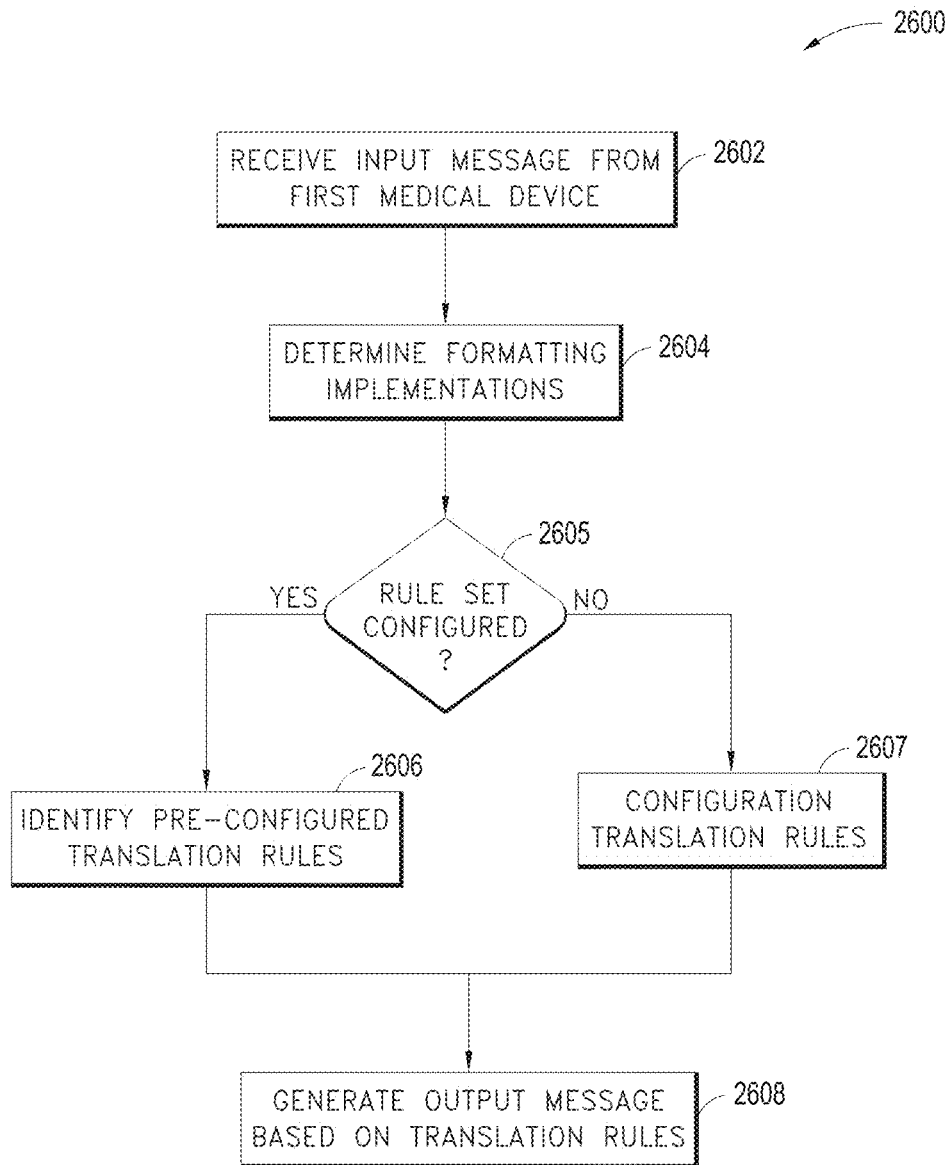 2600
RECEIVE INPUT MESSAGE FROM
FIRST MEDICAL DEVICE
2602
DETERMINE FORMATTING
IMPLEMENTATIONS
2604
2605
YES
RULE SET
CONFIGURED
?
NO
2606
IDENTIFY PRE-CONFIGURED
TRANSLATION RULES
2607
CONFIGURATION
TRANSLATION RULES
GENERATE OUTPUT MESSAGE
BASED ON TRANSLATION RULES
2608